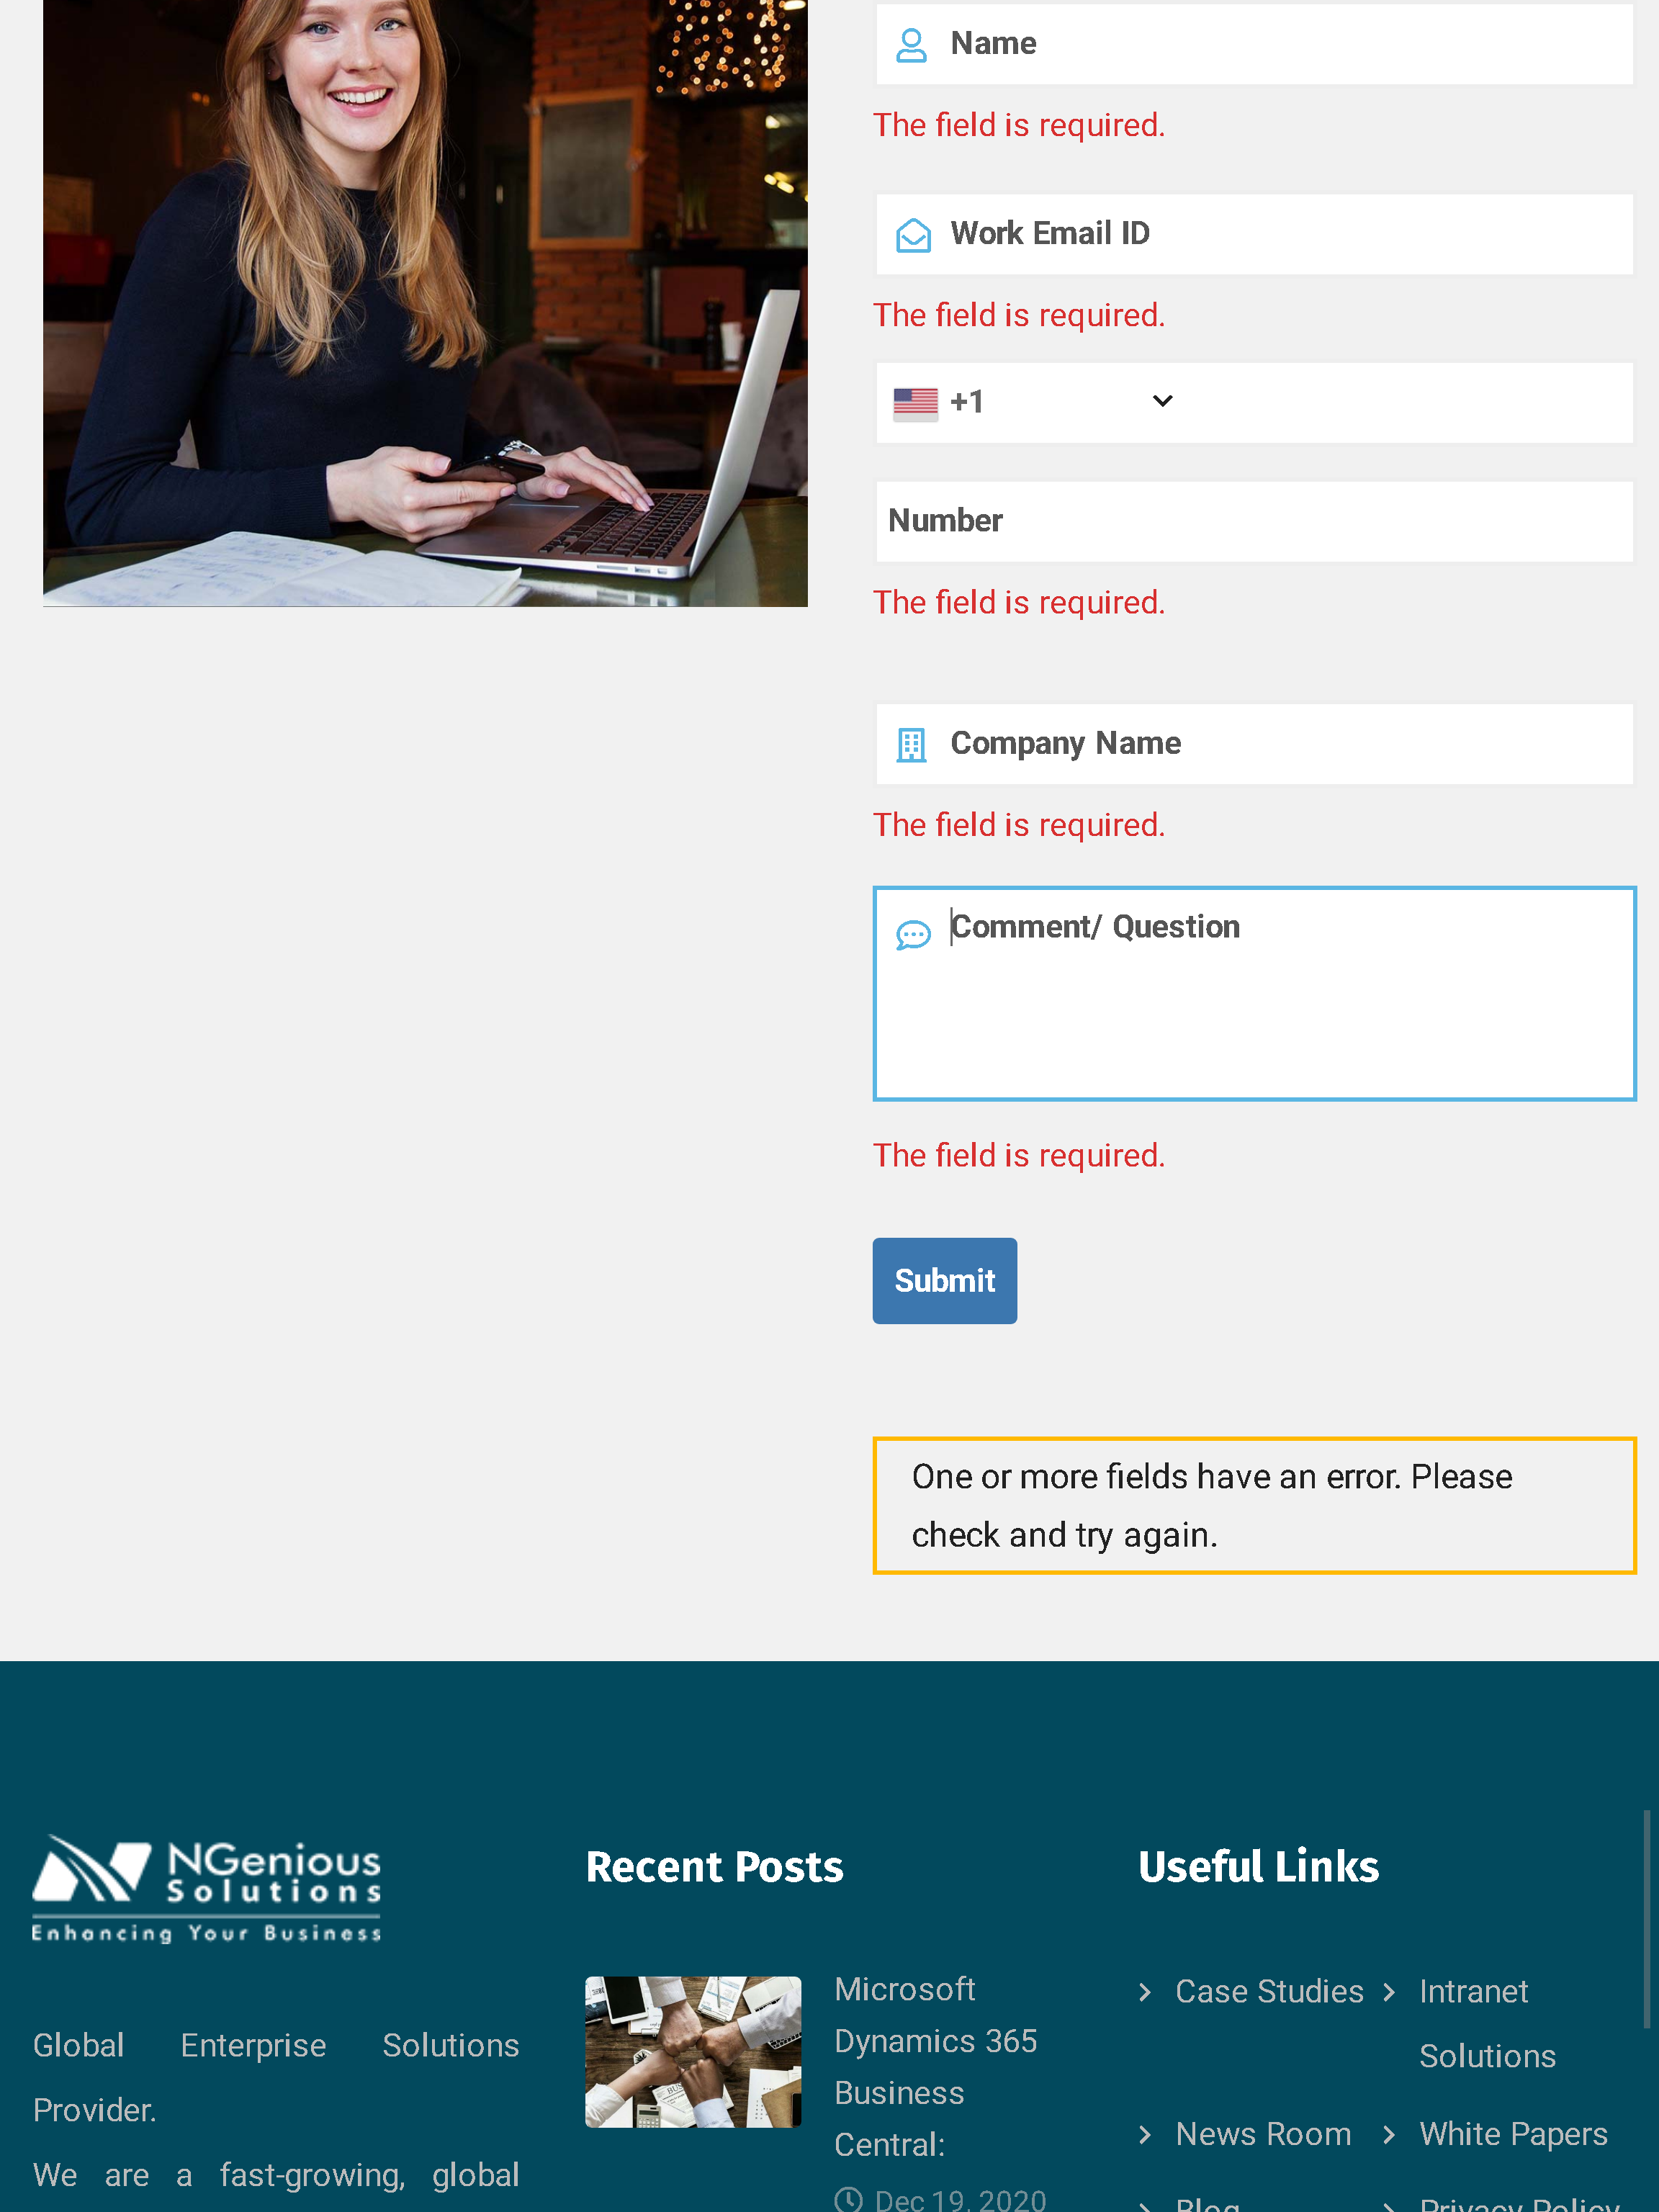 Name
The field is required.
Work Email ID
The field is required.
+1
Number
The field is required.
Company Name
The field is required.
Comment/ Question
The field is required.
Submit
One or more fields have an error. Please
check and try again.
NGenious
Solutions
Enhancing Your Business
Global Enterprise Solutions
Provider.
We are a fast-growing, global
Recent Posts
Microsoft
Dynamics 365
Business
Central:
Dec 19, 2020
Useful Links
Case Studies
Intranet
Solutions
News Room
White Papers
Blog
Privacy Policy